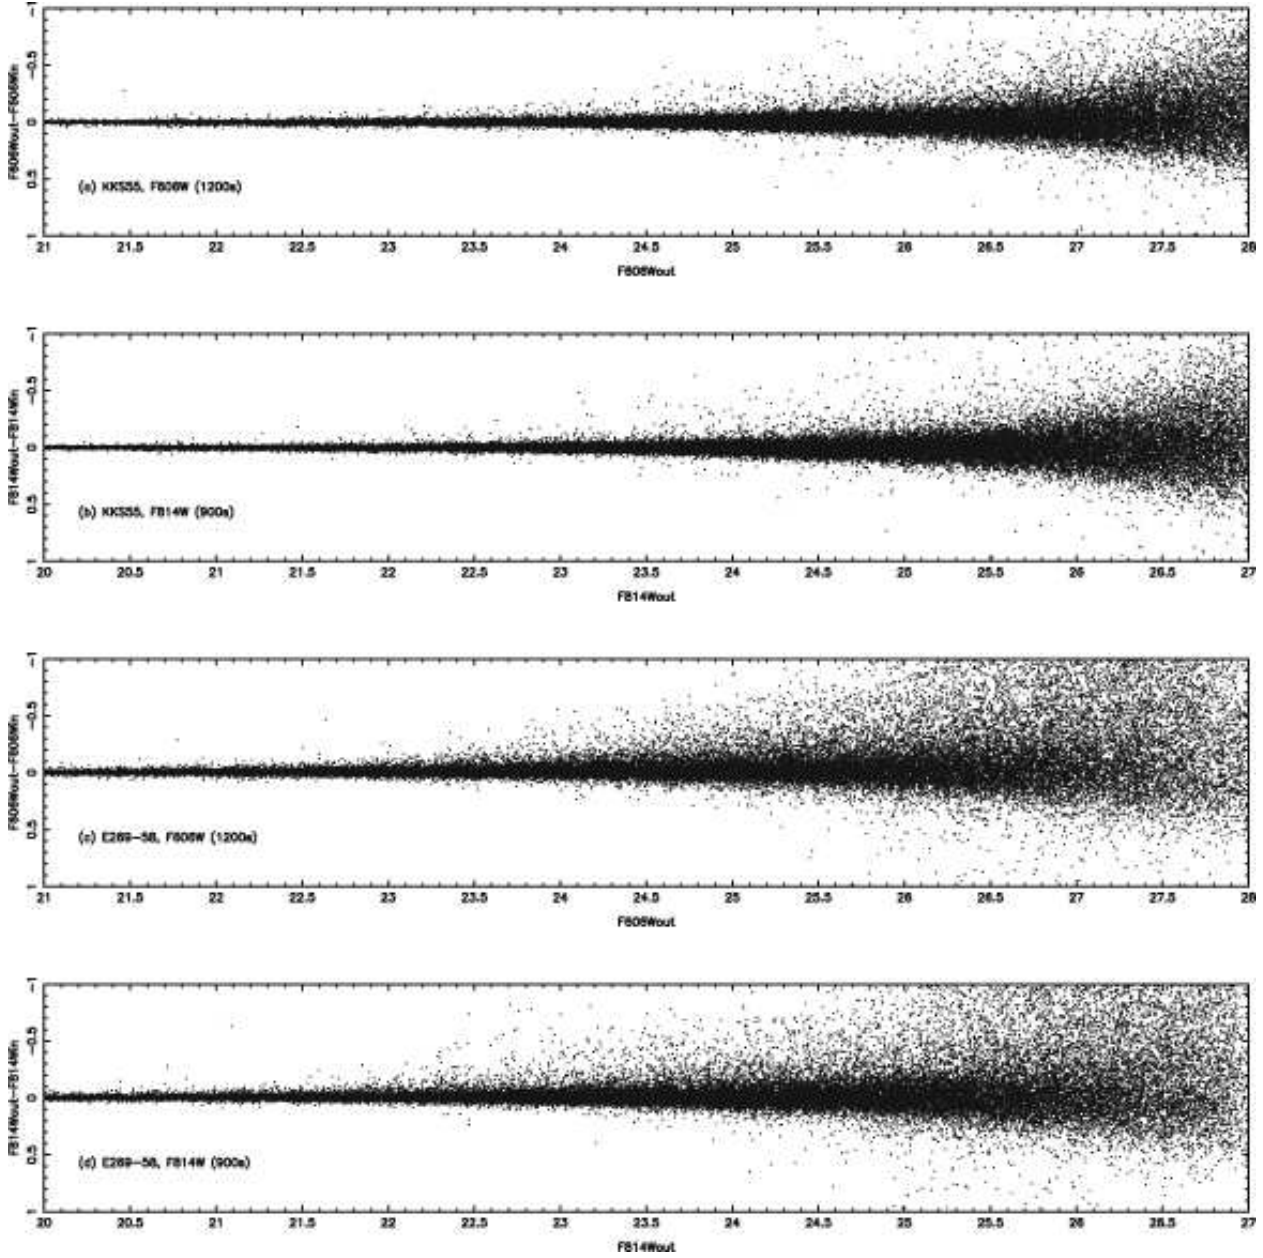 -1
-0.5
0
0.5
1
F606Wout-F606Win
(a) KKS55, F606W (1200s)
21 21.5 22 22.5 23 23.5 24 24.5 25 25.5 26 26.5 27 27.5 28
F606Wout
-1
-0.5
0
0.5
1
F814Wout-F814Win
(b) KKS55, F814W (900s)
20 20.5 21 21.5 22 22.5 23 23.5 24 24.5 25 25.5 26 26.5 27
F814Wout
-1
-0.5
0
0.5
1
F606Wout-F606Win
(c) E269-58, F606W (1200s)
21 21.5 22 22.5 23 23.5 24 24.5 25 25.5 26 26.5 27 27.5 28
F606Wout
-1
-0.5
0
0.5
1
F814Wout-F814Win
(d) E269-58, F814W (900s)
20 20.5 21 21.5 22 22.5 23 23.5 24 24.5 25 25.5 26 26.5 27
F814Wout